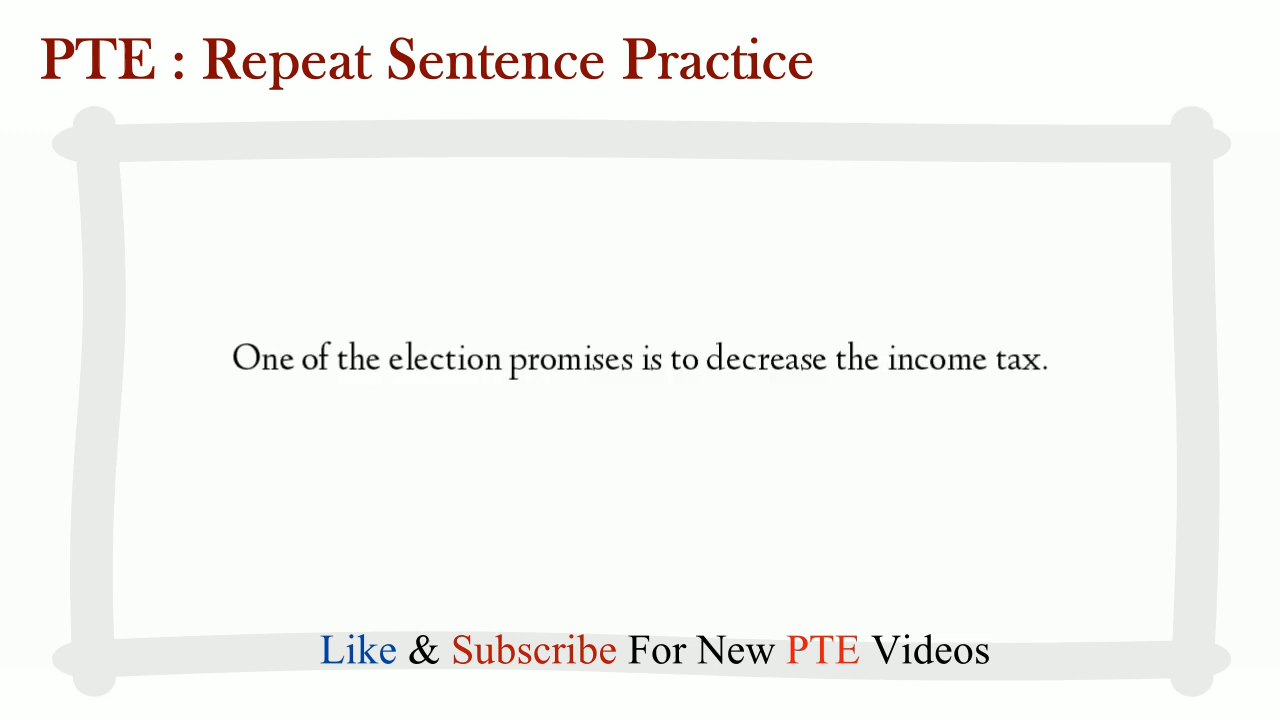 PTE : Repeat Sentence Practice
One of the election promises is to decrease the income tax.
Like & Subscribe For New PTE Videos